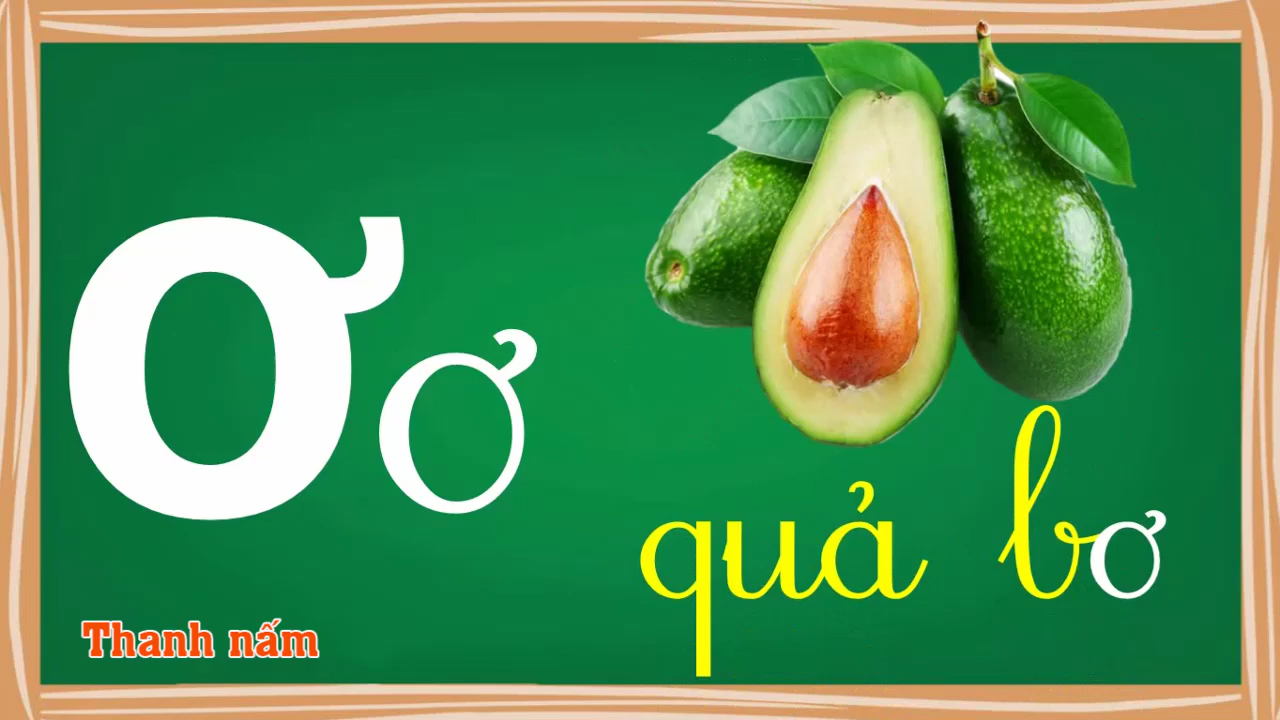 ơ ơ
quả bơ
Thanh nấm